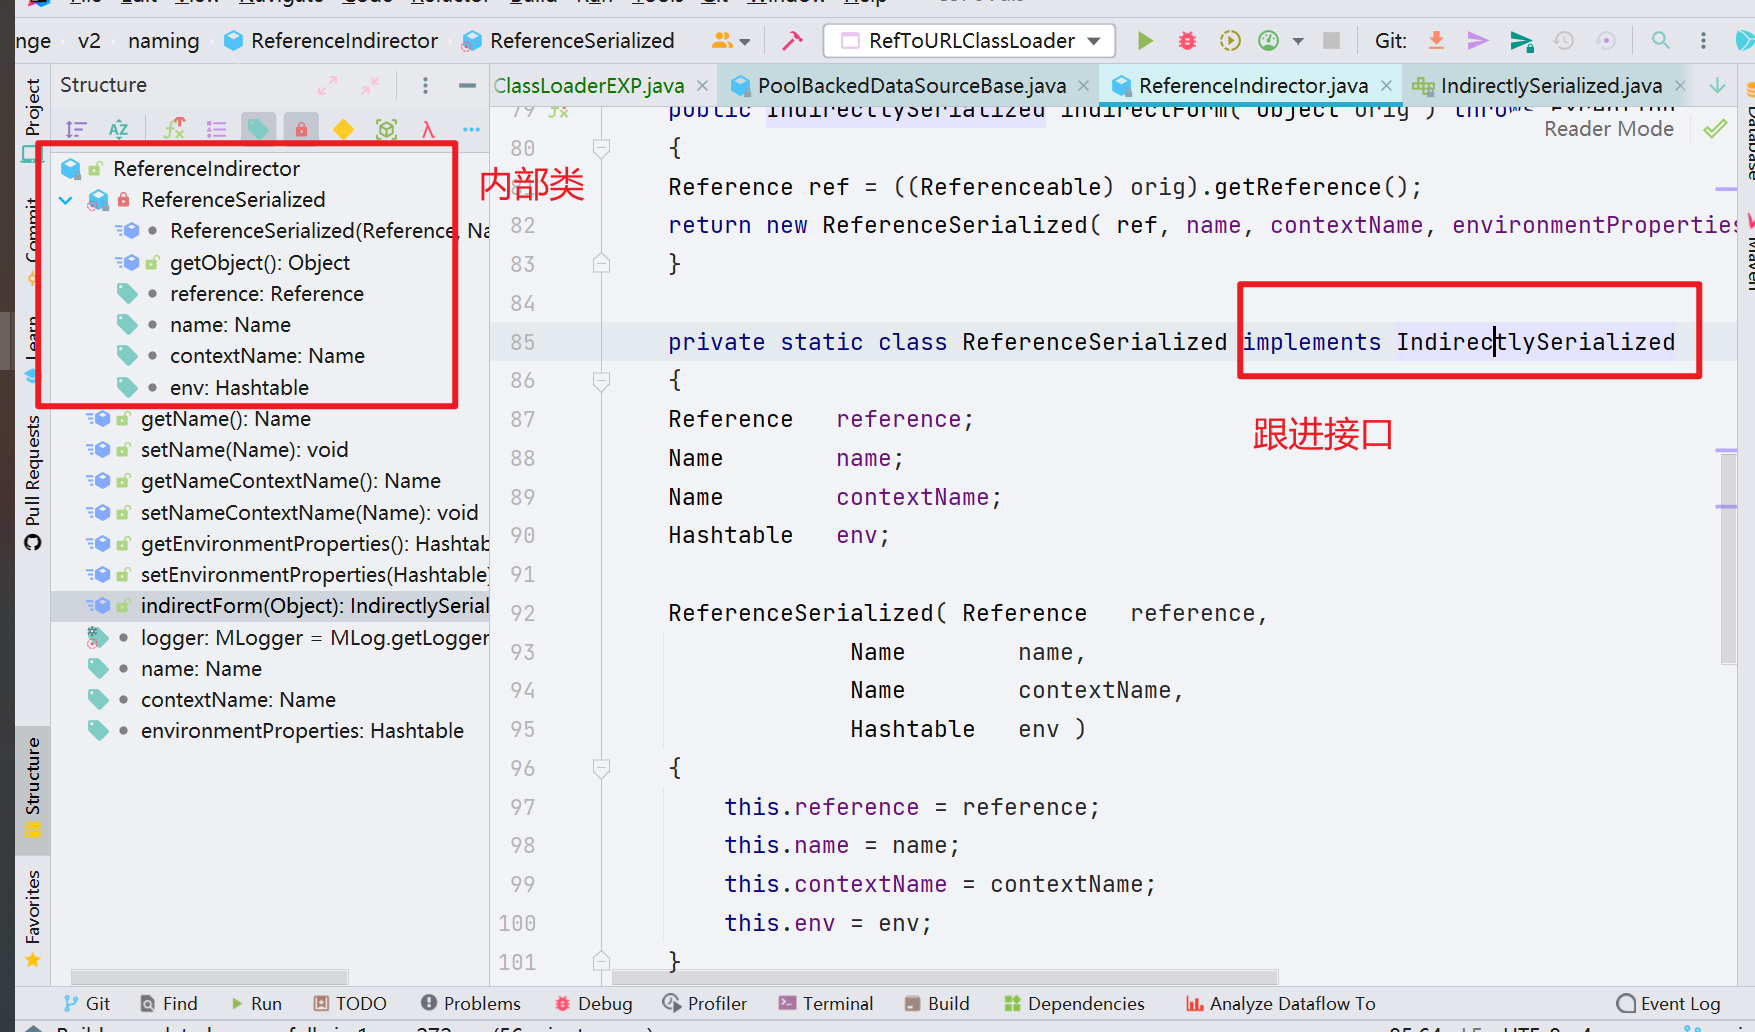 nge v2 naming ReferenceIndirector ReferenceSerialized RefToURLClassLoader Git:
Structure
ClassLoaderEXP.java PoolBackedDataSourceBase.java ReferenceIndirector.java IndirectlySerialized.java
Project
Commit
Learn
Pull Requests
Structure
Favorites
Database
Maven
ReferenceIndirector
ReferenceSerialized
ReferenceSerialized(Reference, Na
getObject(): Object
reference: Reference
name: Name
contextName: Name
env: Hashtable
getName(): Name
setName(Name): void
getNameContextName(): Name
setNameContextName(Name): void
getEnvironmentProperties(): Hashtab
setEnvironmentProperties(Hashtable)
indirectForm(Object): IndirectlySerial
logger: MLogger = MLog.getLogger
name: Name
contextName: Name
environmentProperties: Hashtable
内部类
Reader Mode
79 public IndirectlySerialized indirectForm( Object orig ) throws Exception
80 {
Reference ref = ((Referenceable) orig).getReference();
82 return new ReferenceSerialized( ref, name, contextName, environmentProperties
83 }
84
85 private static class ReferenceSerialized implements IndirectlySerialized
86 {
87 Reference reference;
88 Name name;
89 Name contextName;
90 Hashtable env;
91
92 ReferenceSerialized( Reference reference,
93 Name name,
94 Name contextName,
95 Hashtable env )
96 {
97 this.reference = reference;
98 this.name = name;
99 this.contextName = contextName;
100 this.env = env;
101 }
跟进接口
Git Find Run TODO Problems Debug Profiler Terminal Build Dependencies Analyze Dataflow To Event Log